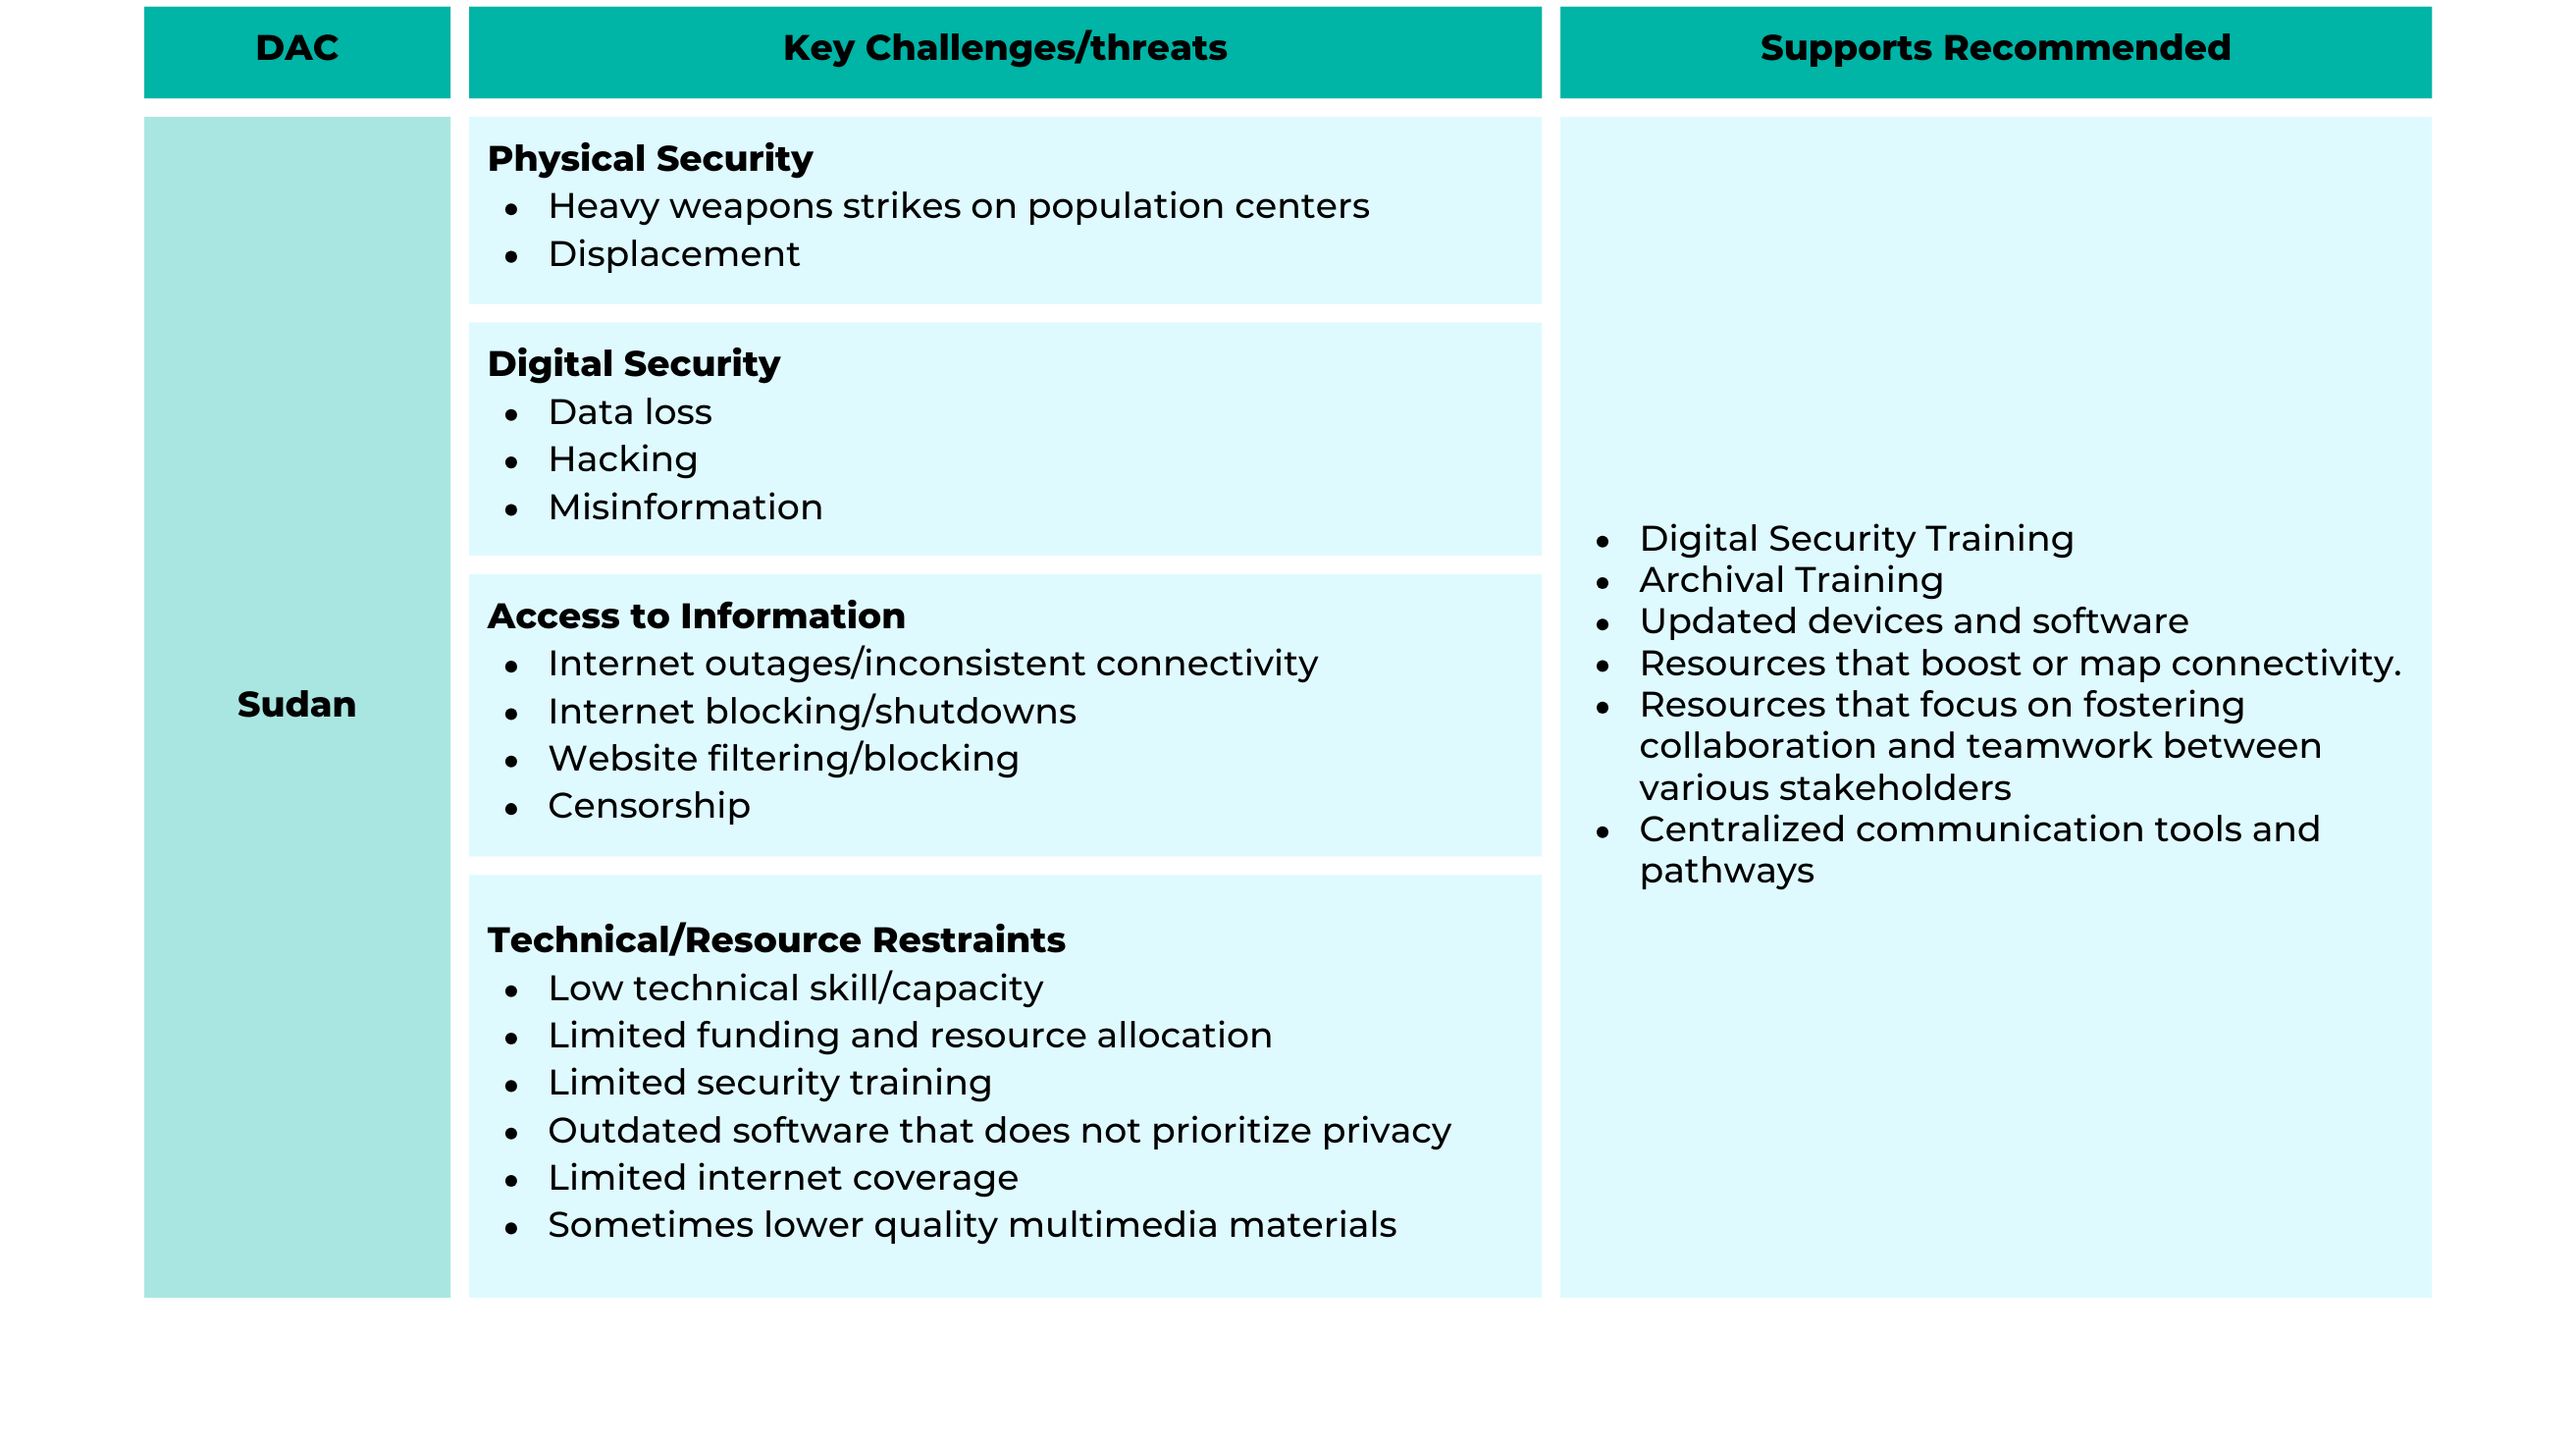 DAC
Key Challenges/threats
Supports Recommended
Sudan
Physical Security
• Heavy weapons strikes on population centers
• Displacement
Digital Security
• Data loss
• Hacking
• Misinformation
Access to Information
• Internet outages/inconsistent connectivity
• Internet blocking/shutdowns
• Website filtering/blocking
• Censorship
Technical/Resource Restraints
• Low technical skill/capacity
• Limited funding and resource allocation
• Limited security training
• Outdated software that does not prioritize privacy
• Limited internet coverage
• Sometimes lower quality multimedia materials
• Digital Security Training
• Archival Training
• Updated devices and software
• Resources that boost or map connectivity.
• Resources that focus on fostering
collaboration and teamwork between
various stakeholders
• Centralized communication tools and
pathways